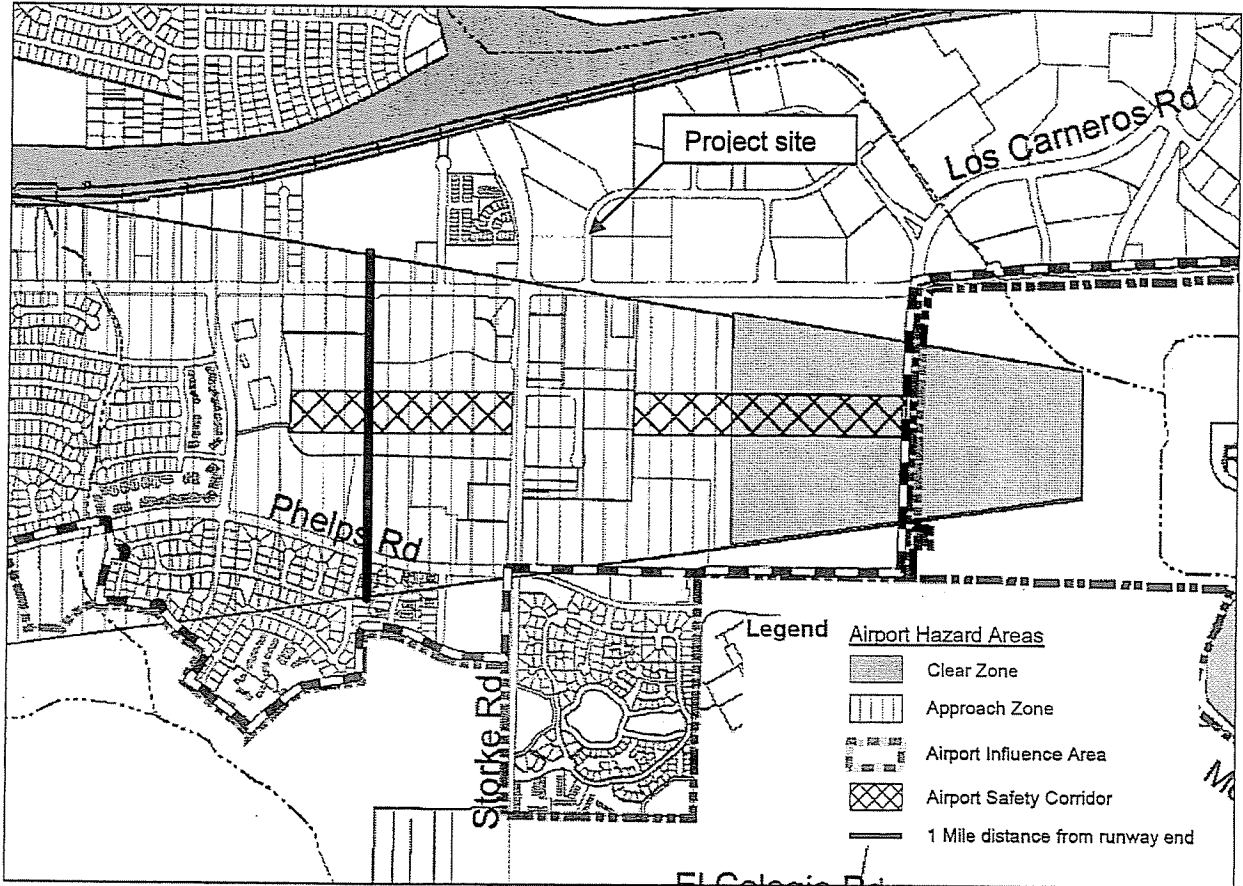 Project site
Los Carneros Rd
Phelps Rd
Storke Rd
Legend
Airport Hazard Areas
Clear Zone
Approach Zone
Airport Influence Area
Airport Safety Corridor
1 Mile distance from runway end